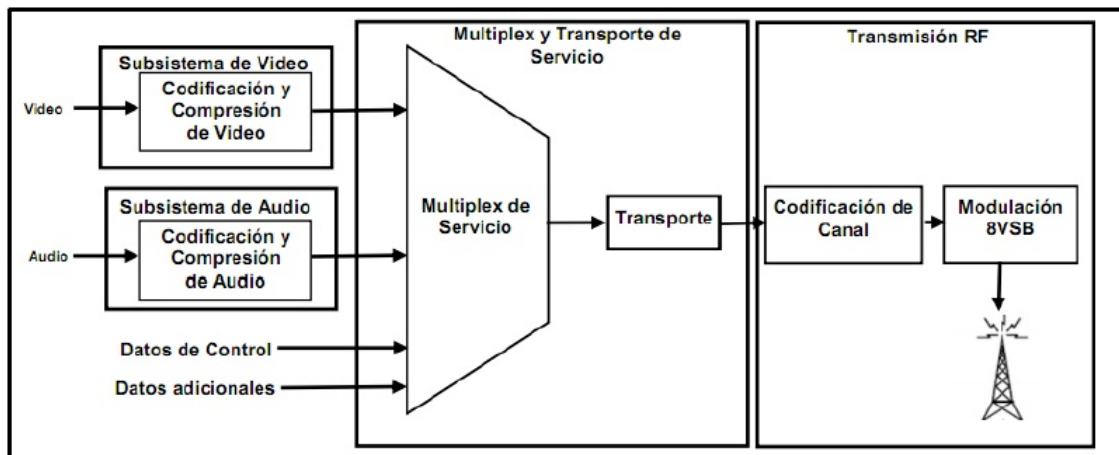 Subsistema de Video
Video
Codificación y
Compresión
de Video
Subsistema de Audio
Audio
Codificación y
Compresión
de Audio
Datos de Control
Datos adicionales
Multiplex y Transporte de
Servicio
Multiplex de
Servicio
Transporte
Transmisión RF
Codificación de
Canal
Modulación
8VSB